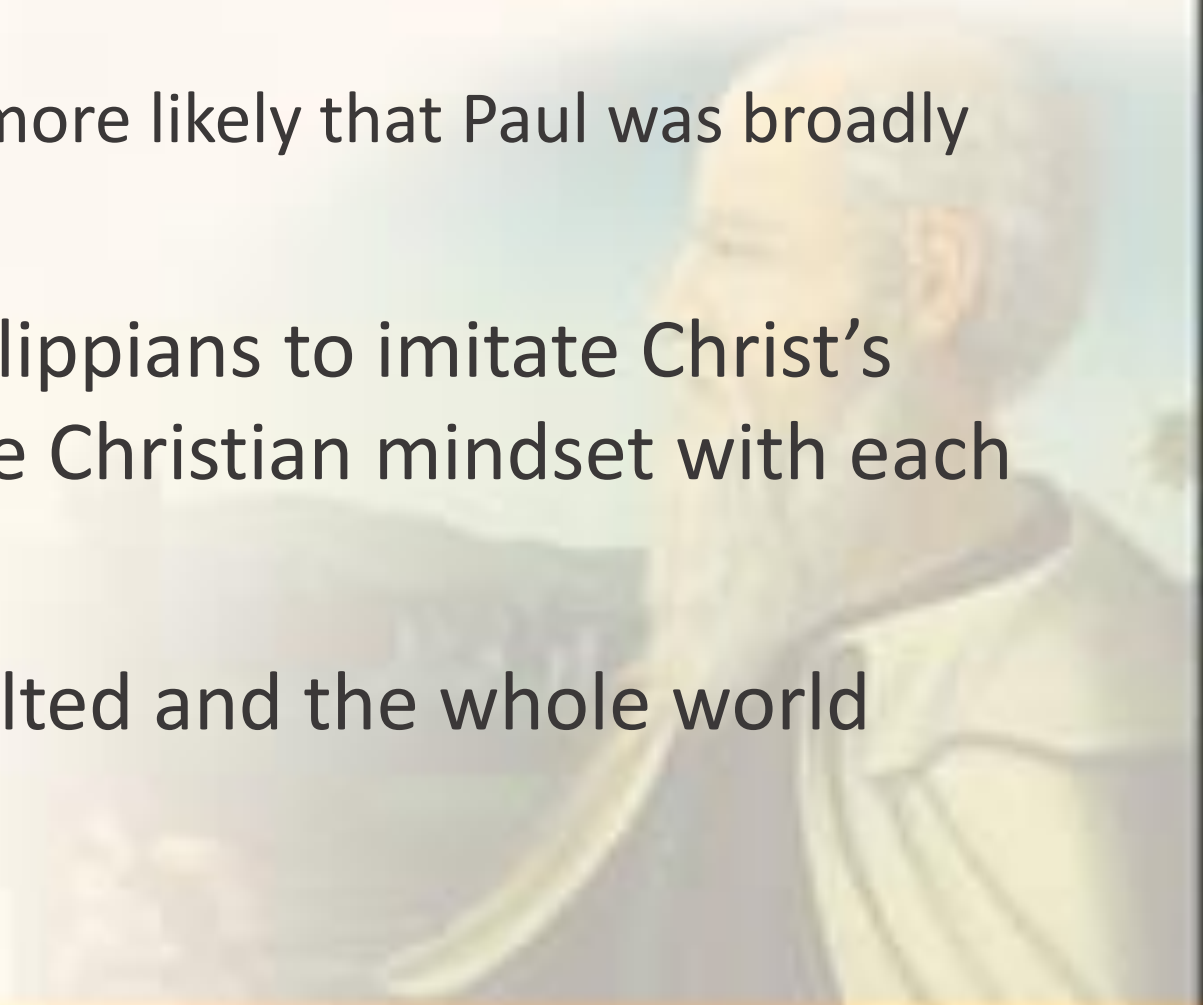 more likely that Paul was broadly
lippians to imitate Christ’s
e Christian mindset with each
lted and the whole world